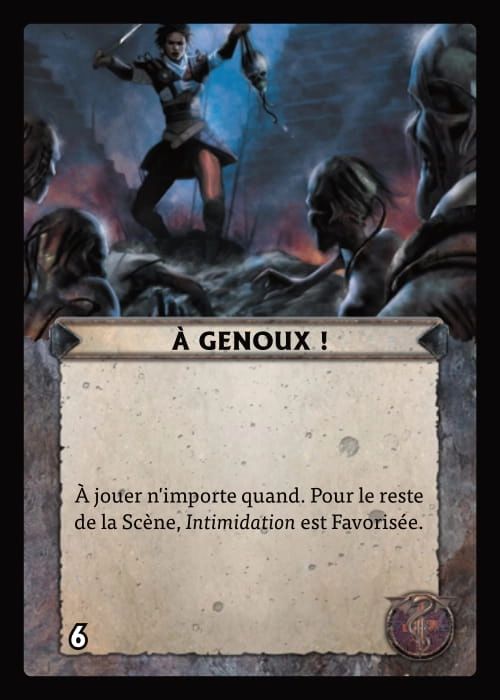 À GENOUX !
À jouer n'importe quand. Pour le reste
de la Scène, Intimidation est Favorisée.
6